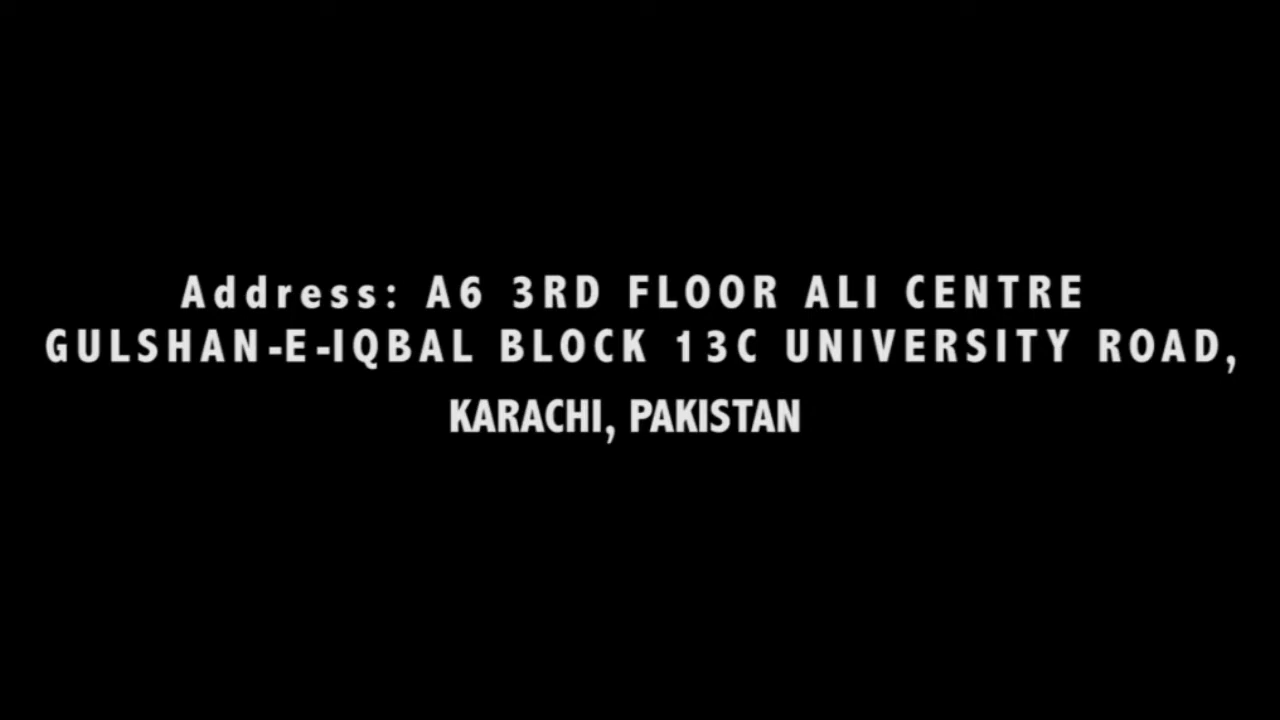 Address: A6 3RD FLOOR ALI CENTRE
GULSHAN-E-IQBAL BLOCK 13C UNIVERSITY ROAD,
KARACHI, PAKISTAN